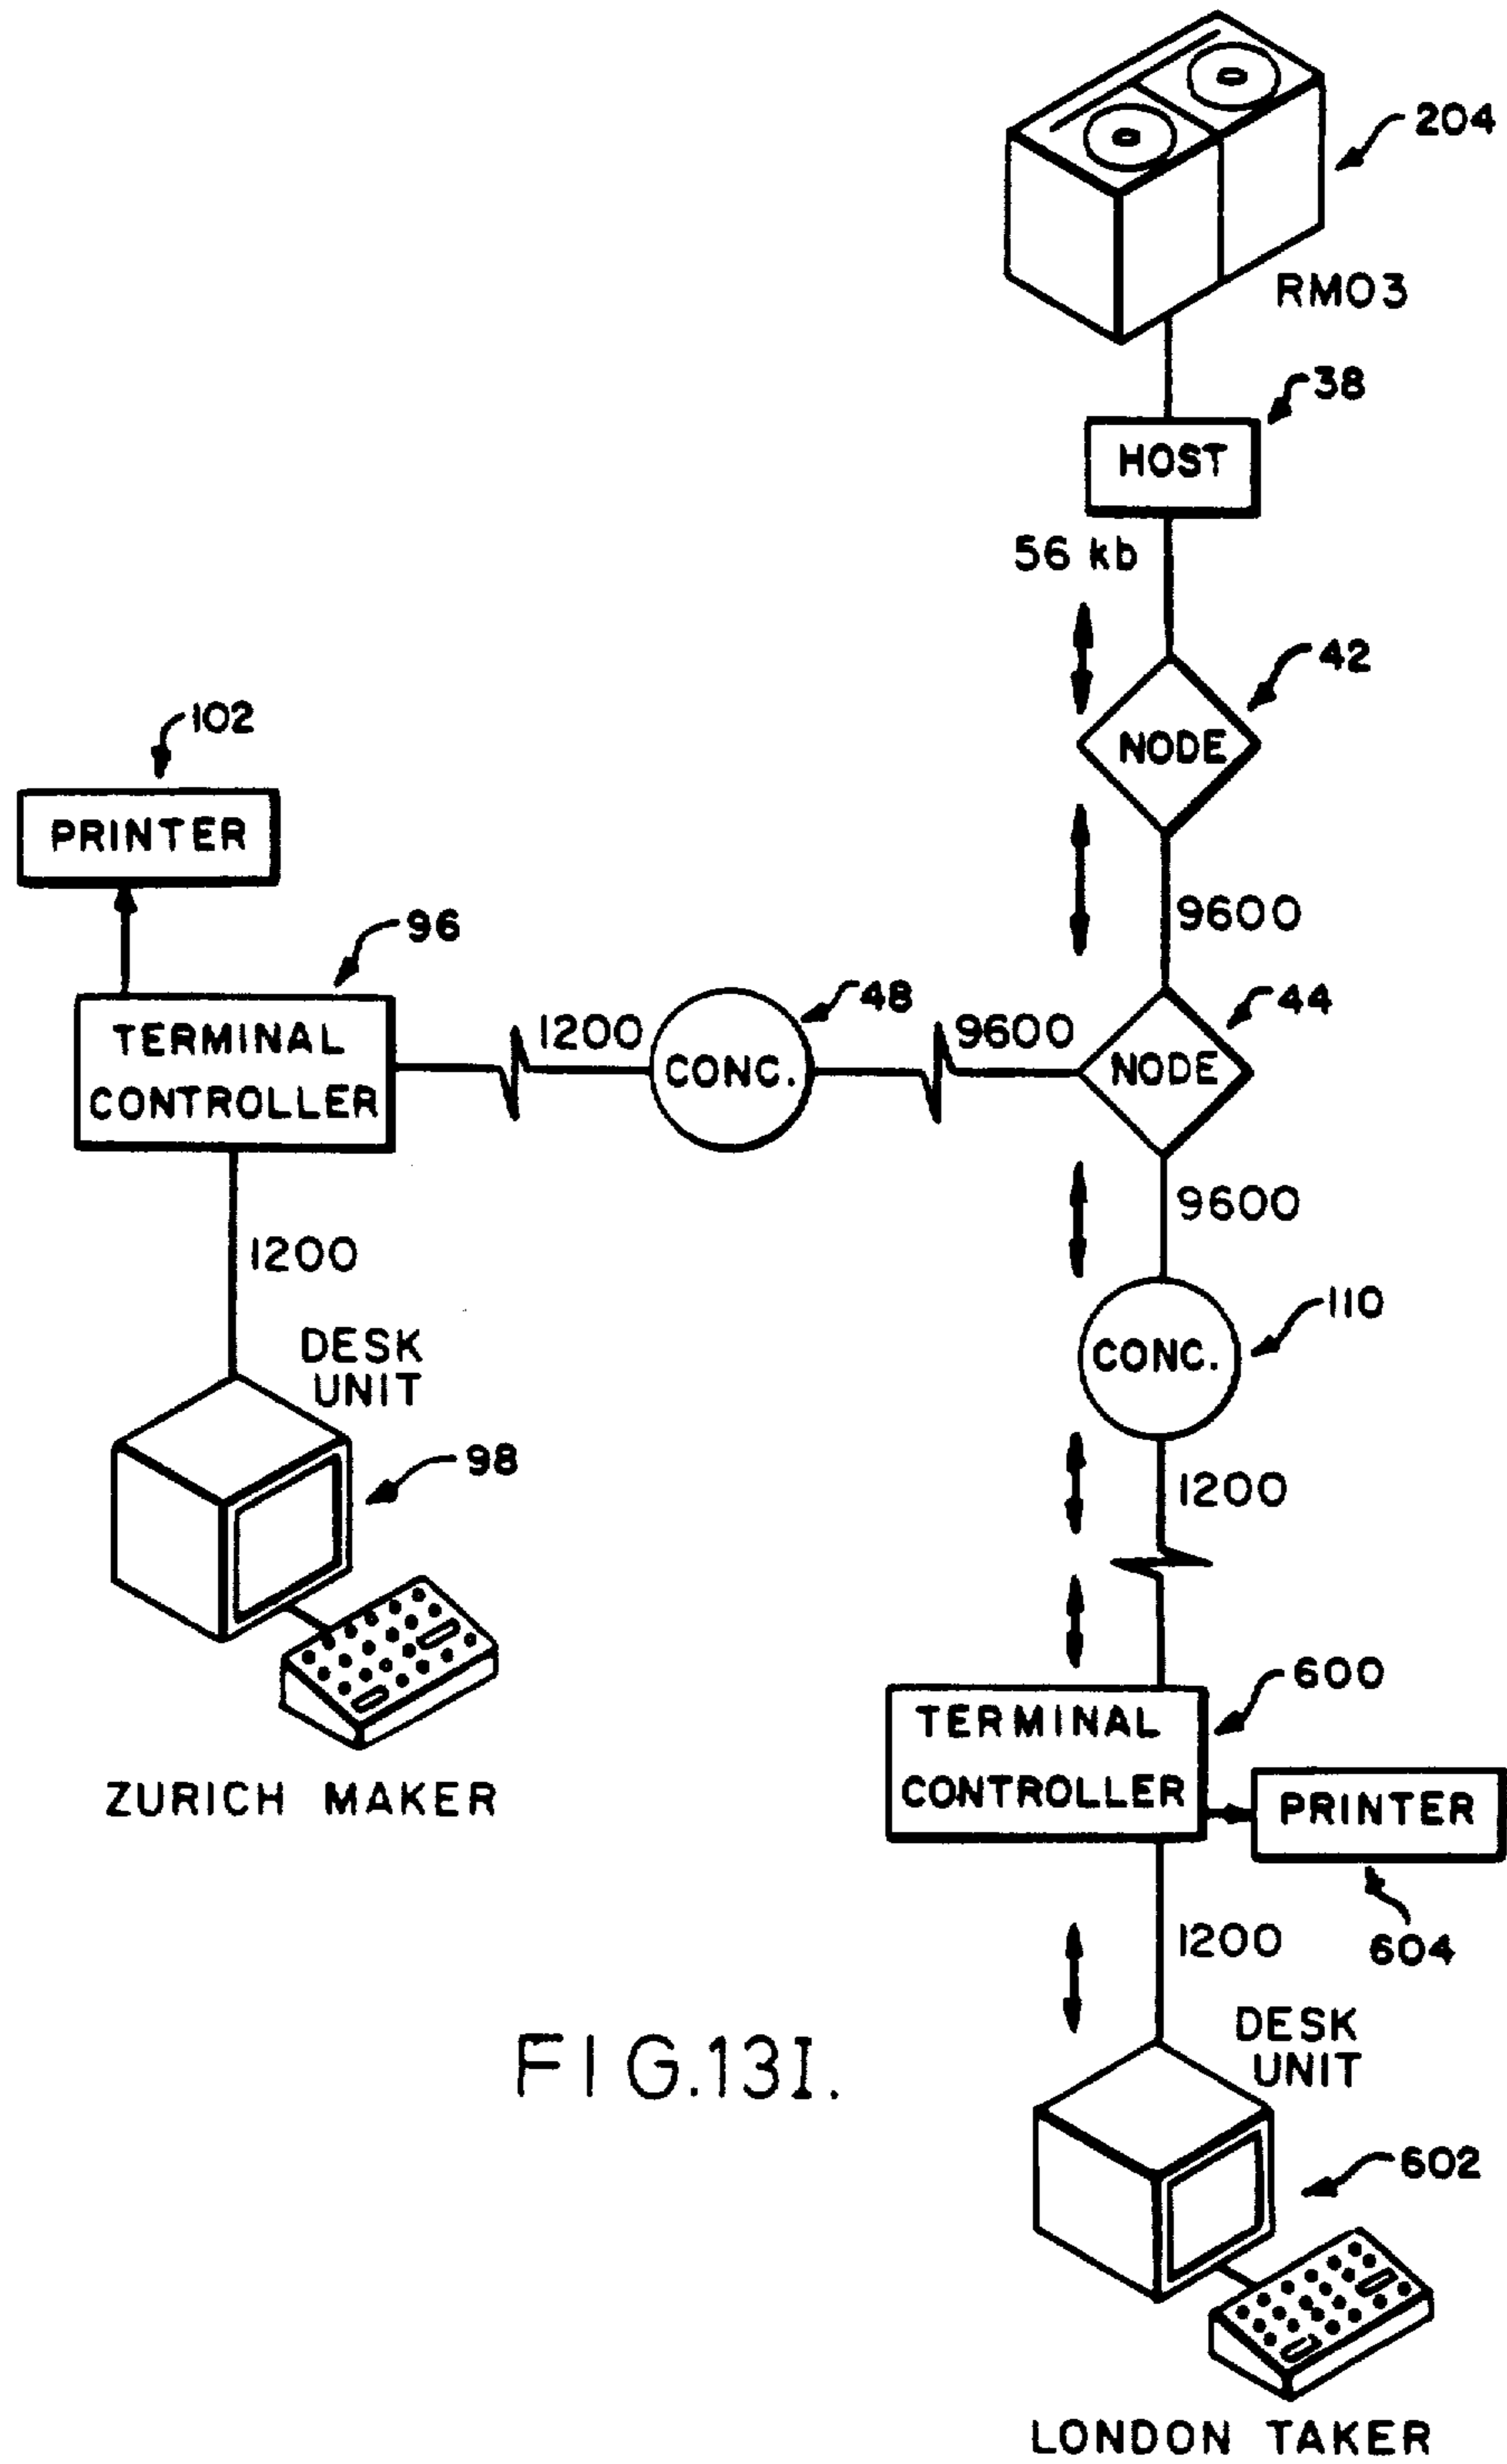 204
RM03
38
HOST
56 kb
42
NODE
102
PRINTER
9600
96
48
44
TERMINAL
CONTROLLER
1200
CONC.
9600
NODE
9600
1200
110
CONC.
DESK
UNIT
98
1200
600
TERMINAL
CONTROLLER
PRINTER
ZURICH MAKER
604
1200
DESK
UNIT
FIG.13I.
602
LONDON TAKER